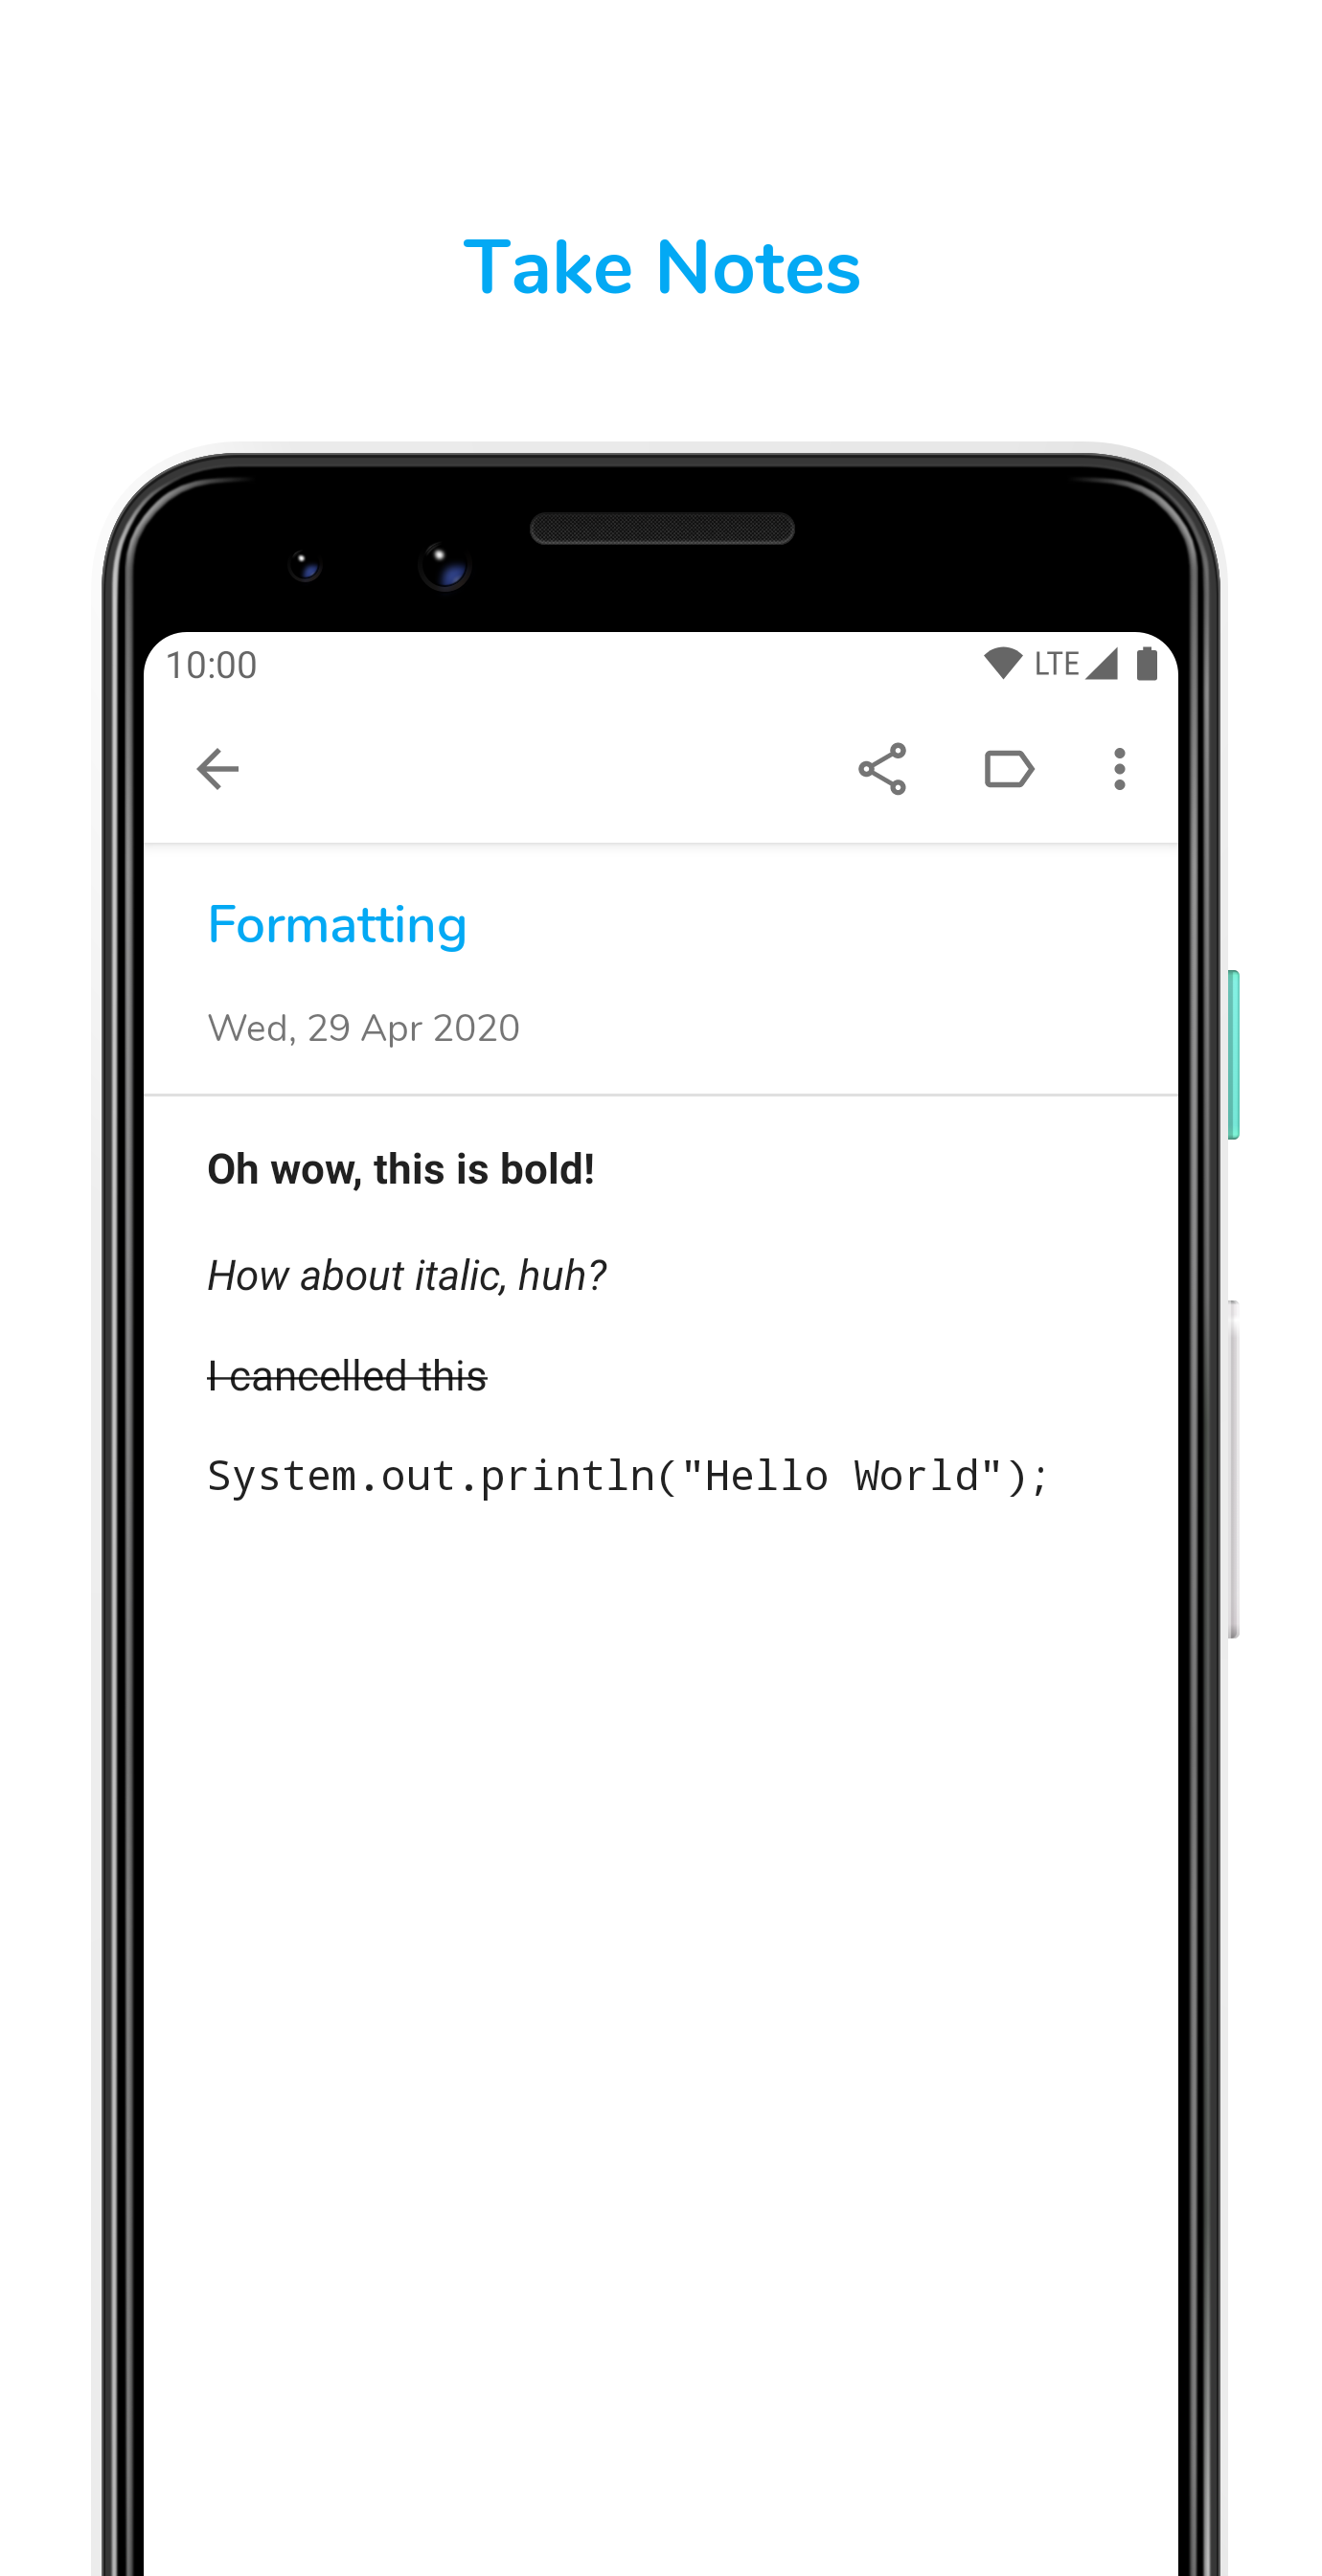 Take Notes
10:00 LTE
Formatting
Wed, 29 Apr 2020
Oh wow, this is bold!
How about italic, huh?
I cancelled this
System.out.println("Hello World");